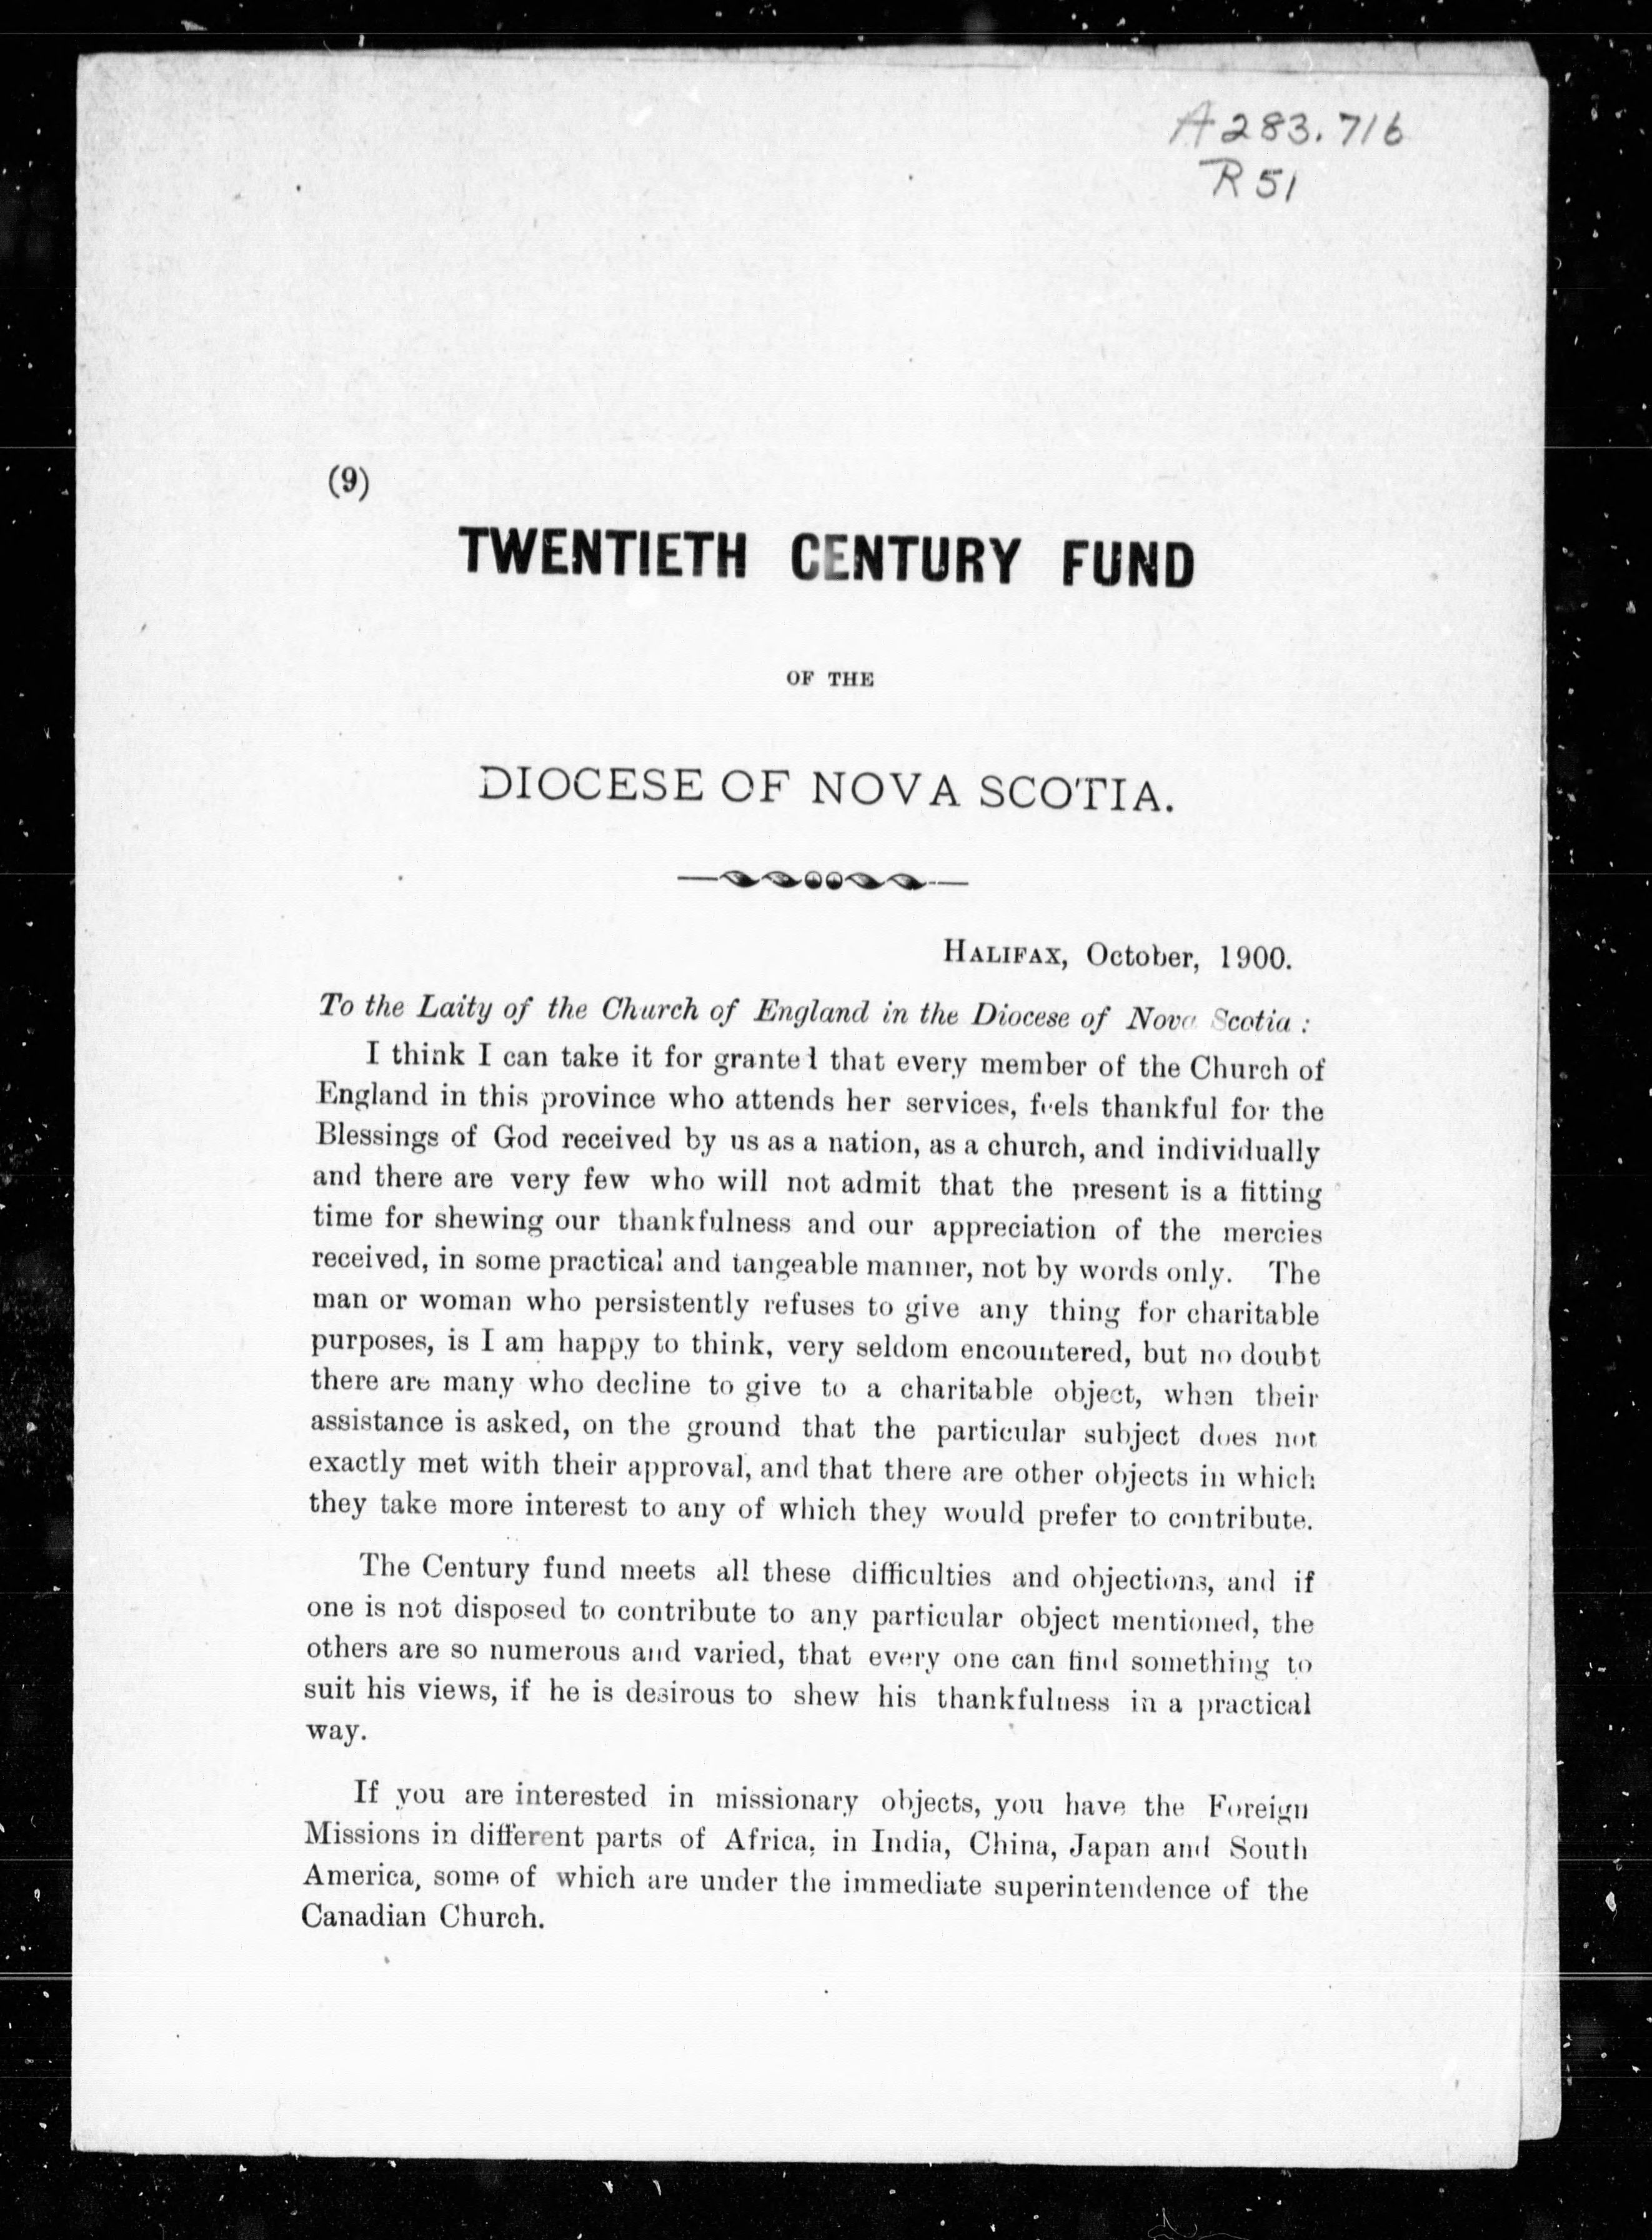 A 283.716
R 51
(9)
TWENTIETH CENTURY FUND
OF THE
DIOCESE OF NOVA SCOTIA.
HALIFAX, October, 1900.
To the Laity of the Church of England in the Diocese of Nova Scotia :
I think I can take it for granted that every member of the Church of
England in this province who attends her services, feels thankful for the
Blessings of God received by us as a nation, as a church, and individually
and there are very few who will not admit that the present is a fitting
time for shewing our thankfulness and our appreciation of the mercies
received, in some practical and tangeable manner, not by words only. The
man or woman who persistently refuses to give any thing for charitable
purposes, is I am happy to think, very seldom encountered, but no doubt
there are many who decline to give to a charitable object, when their
assistance is asked, on the ground that the particular subject does not
exactly met with their approval, and that there are other objects in which
they take more interest to any of which they would prefer to contribute.
The Century fund meets all these difficulties and objections, and if
one is not disposed to contribute to any particular object mentioned, the
others are so numerous and varied, that every one can find something to
suit his views, if he is desirous to shew his thankfulness in a practical
way.
If you are interested in missionary objects, you have the Foreign
Missions in different parts of Africa, in India, China, Japan and South
America, some of which are under the immediate superintendence of the
Canadian Church.